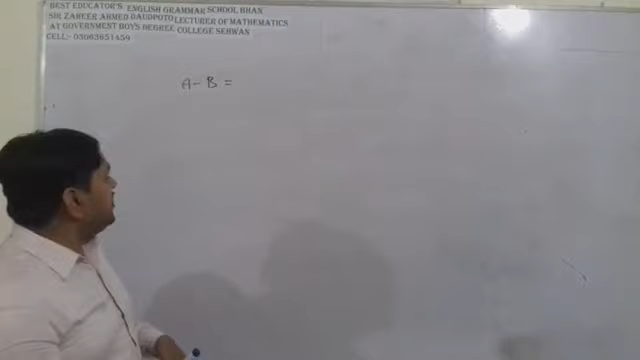 BEST EDUCATOR'S ENGLISH GRAMMAR SCHOOL BHAN
SIR ZAHEER AHMED DAUDPOTO LECTURER OF MATHEMATICS
AT GOVERNMENT BOYS DEGREE COLLEGE SEHWAN
CELL:- 03063651459
A - B =